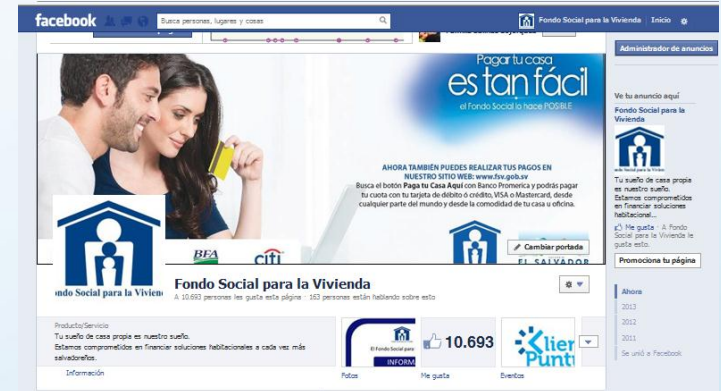 facebook
Busca personas, lugares y cosas
Fondo Social para la Vivienda
Inicio
Administrador de anuncios
Pagar tu casa
es tan fácil
el Fondo Social lo hace POSIBLE
AHORA TAMBIÉN PUEDES REALIZAR TUS PAGOS EN
NUESTRO SITIO WEB: www.fsv.gob.sv
Busca el botón Paga tu Casa Aquí con Banco Promerica y podrás pagar
tu cuota con tu tarjeta de débito ó crédito, VISA o Mastercard, desde
cualquier parte del mundo y desde la comodidad de tu casa u oficina.
BFA
citi
Cambiar portada
EL SALVADOR
ndo Social para la Vivien
Fondo Social para la Vivienda
A 10.693 personas les gusta esta página · 163 personas están hablando sobre esto
Producto/Servicio
Tu sueño de casa propia es nuestro sueño.
Estamos comprometidos en financiar soluciones habitacionales a cada vez más
salvadoreños.
Información
El Fondo Social para
INFORM
Fotos
10.693
Me gusta
Klien
Punt
Eventos
Ve tu anuncio aquí
Fondo Social para la
Vivienda
Tu sueño de casa propia
es nuestro sueño.
Estamos comprometidos
en financiar soluciones
habitacional...
Me gusta · A Fondo
Social para la Vivienda le
gusta esto.
Promociona tu página
Ahora
2013
2012
2011
Se unió a Facebook